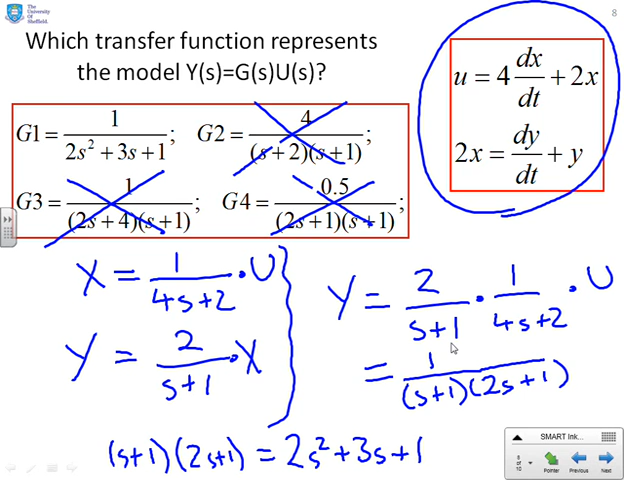 The
University
Of
Sheffield.
8
Which transfer function represents
the model Y(s)=G(s)U(s)?
u = 4 dx/dt + 2x
2x = dy/dt + y
G1 = 1/(2s² + 3s + 1); G2 = 4/((s + 2)(s + 1));
G3 = 1/((2s + 4)(s + 1)); G4 = 0.5/((2s + 1)(s + 1));
X = 1/(4s+2) · U
Y = 2/(s+1) · X
Y = 2/(s+1) · 1/(4s+2) · U
= 1/((s+1)(2s+1))
(s+1)(2s+1) = 2s² + 3s + 1
SMART Ink...
Pointer
Previous
Next